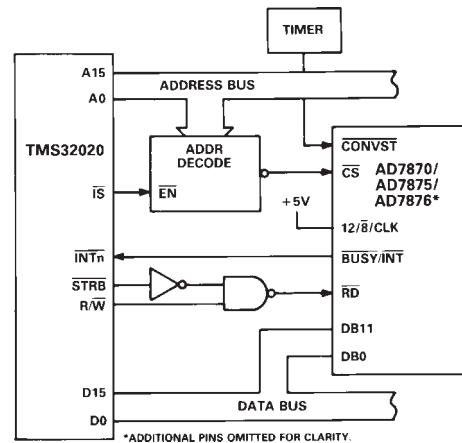 TIMER
A15
ADDRESS BUS
A0
TMS32020
ADDR
DECODE
CONVST
CS
AD7870/
AD7875/
AD7876*
IS
EN
+5V
12/8/CLK
INTn
BUSY/INT
STRB
R/W
RD
DB11
DB0
D15
DATA BUS
D0
*ADDITIONAL PINS OMITTED FOR CLARITY.